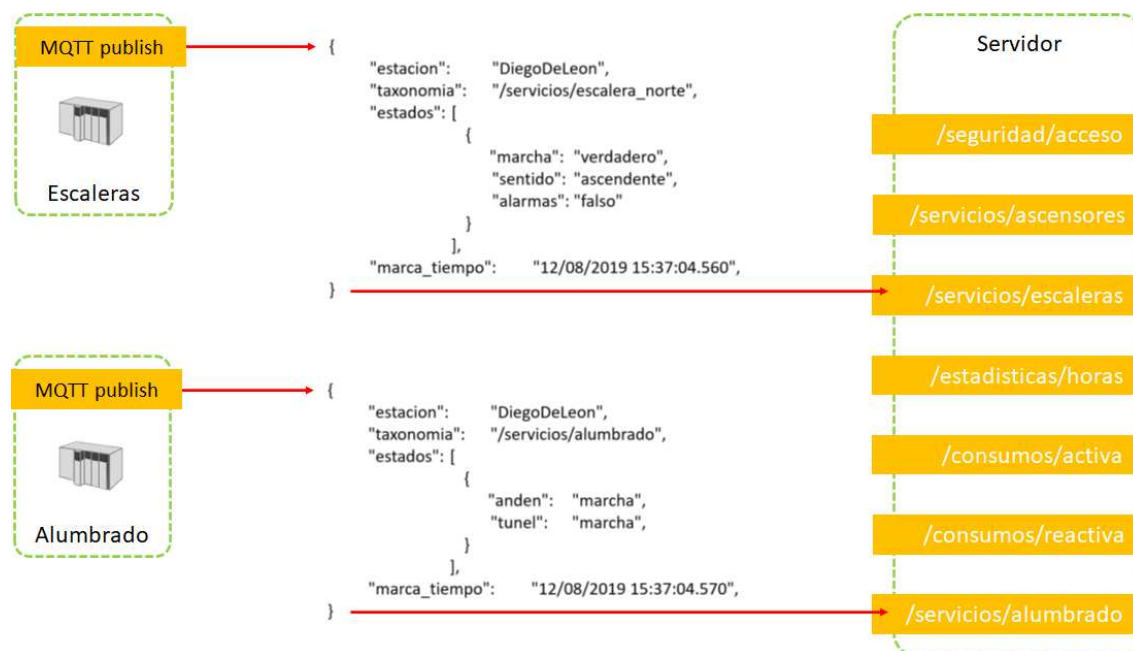 MQTT publish
Escaleras
{
"estacion": "DiegoDeLeon",
"taxonomia": "/servicios/escalera_norte",
"estados": [
{
"marcha": "verdadero",
"sentido": "ascendente",
"alarmas": "falso"
}
],
"marca_tiempo": "12/08/2019 15:37:04.560",
}
MQTT publish
Alumbrado
{
"estacion": "DiegoDeLeon",
"taxonomia": "/servicios/alumbrado",
"estados": [
{
"anden": "marcha",
"tunel": "marcha",
}
],
"marca_tiempo": "12/08/2019 15:37:04.570",
}
Servidor
/seguridad/acceso
/servicios/ascensores
/servicios/escaleras
/estadisticas/horas
/consumos/activa
/consumos/reactiva
/servicios/alumbrado